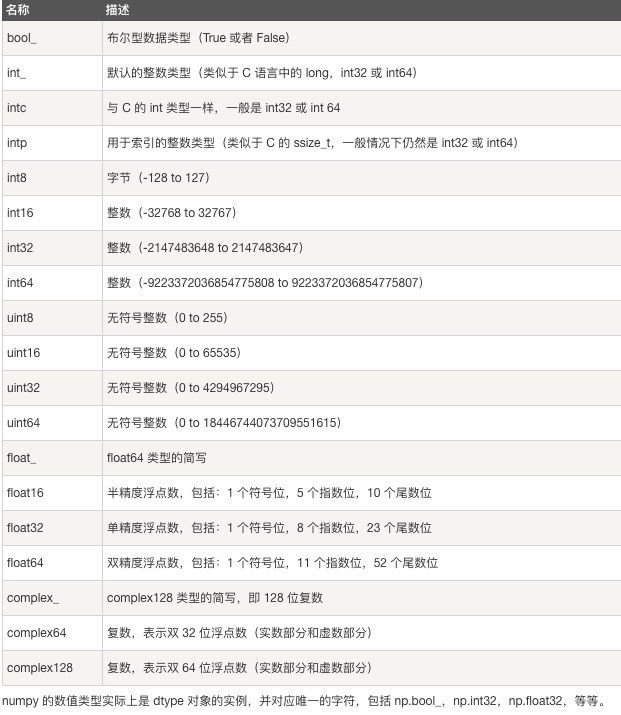 名称 描述
bool_ 布尔型数据类型（True 或者 False）
int_ 默认的整数类型（类似于 C 语言中的 long，int32 或 int64）
intc 与 C 的 int 类型一样，一般是 int32 或 int 64
intp 用于索引的整数类型（类似于 C 的 ssize_t，一般情况下仍然是 int32 或 int64）
int8 字节（-128 to 127）
int16 整数（-32768 to 32767）
int32 整数（-2147483648 to 2147483647）
int64 整数（-9223372036854775808 to 9223372036854775807）
uint8 无符号整数（0 to 255）
uint16 无符号整数（0 to 65535）
uint32 无符号整数（0 to 4294967295）
uint64 无符号整数（0 to 18446744073709551615）
float_ float64 类型的简写
float16 半精度浮点数，包括：1 个符号位，5 个指数位，10 个尾数位
float32 单精度浮点数，包括：1 个符号位，8 个指数位，23 个尾数位
float64 双精度浮点数，包括：1 个符号位，11 个指数位，52 个尾数位
complex_ complex128 类型的简写，即 128 位复数
complex64 复数，表示双 32 位浮点数（实数部分和虚数部分）
complex128 复数，表示双 64 位浮点数（实数部分和虚数部分）
numpy 的数值类型实际上是 dtype 对象的实例，并对应唯一的字符，包括 np.bool_，np.int32，np.float32，等等。